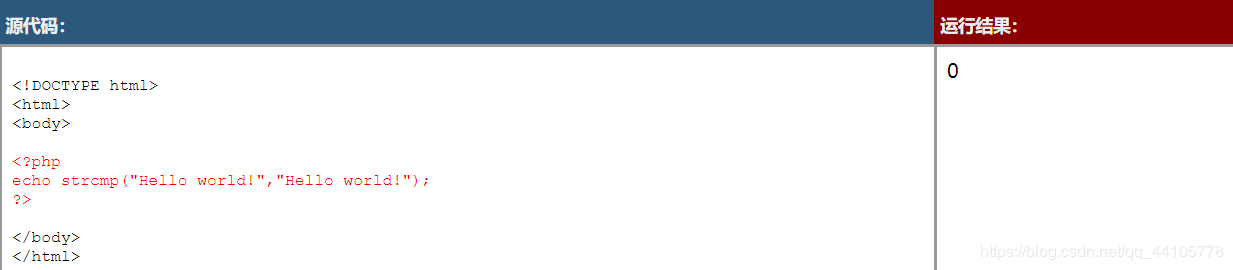 源代码：
运行结果：
<!DOCTYPE html>
<html>
<body>
<?php
echo strcmp("Hello world!","Hello world!");
?>
</body>
</html>
0
https://blog.csdn.net/qq_44105778